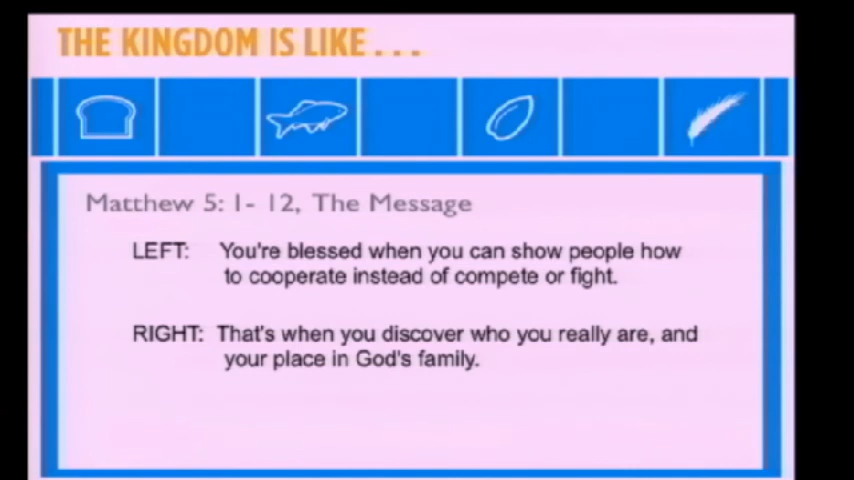 THE KINGDOM IS LIKE . . .
Matthew 5: 1- 12, The Message
LEFT: You're blessed when you can show people how
to cooperate instead of compete or fight.
RIGHT: That's when you discover who you really are, and
your place in God's family.